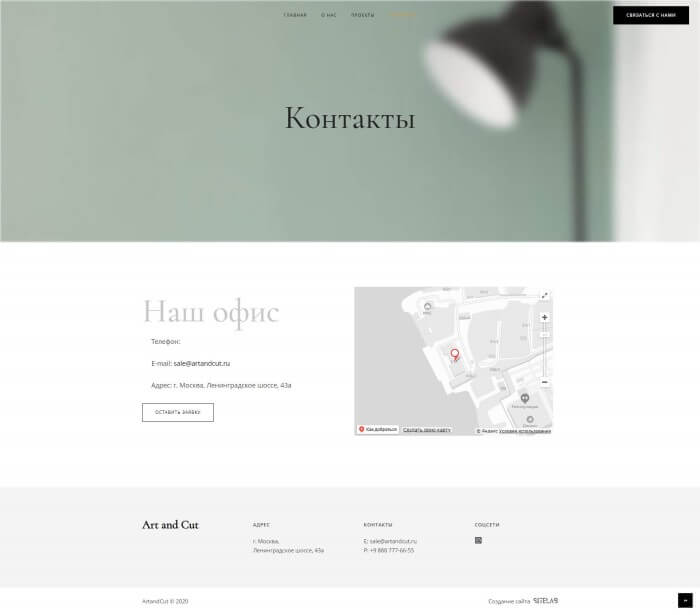 ГЛАВНАЯ О НАС ПРОЕКТЫ
СВЯЗАТЬСЯ С НАМИ
Контакты
Наш офис
Телефон:
E-mail: sale@artandcut.ru
Адрес: г. Москва, Ленинградское шоссе, 43а
ОСТАВИТЬ ЗАЯВКУ
Как добраться
Создать свою карту
© Яндекс Условия использования
Art and Cut
АДРЕС
г. Москва,
Ленинградское шоссе, 43а
КОНТАКТЫ
E: sale@artandcut.ru
P: +9 888 777-66-55
СОЦСЕТИ
ArtandCut © 2020
Создание сайта SITELAB